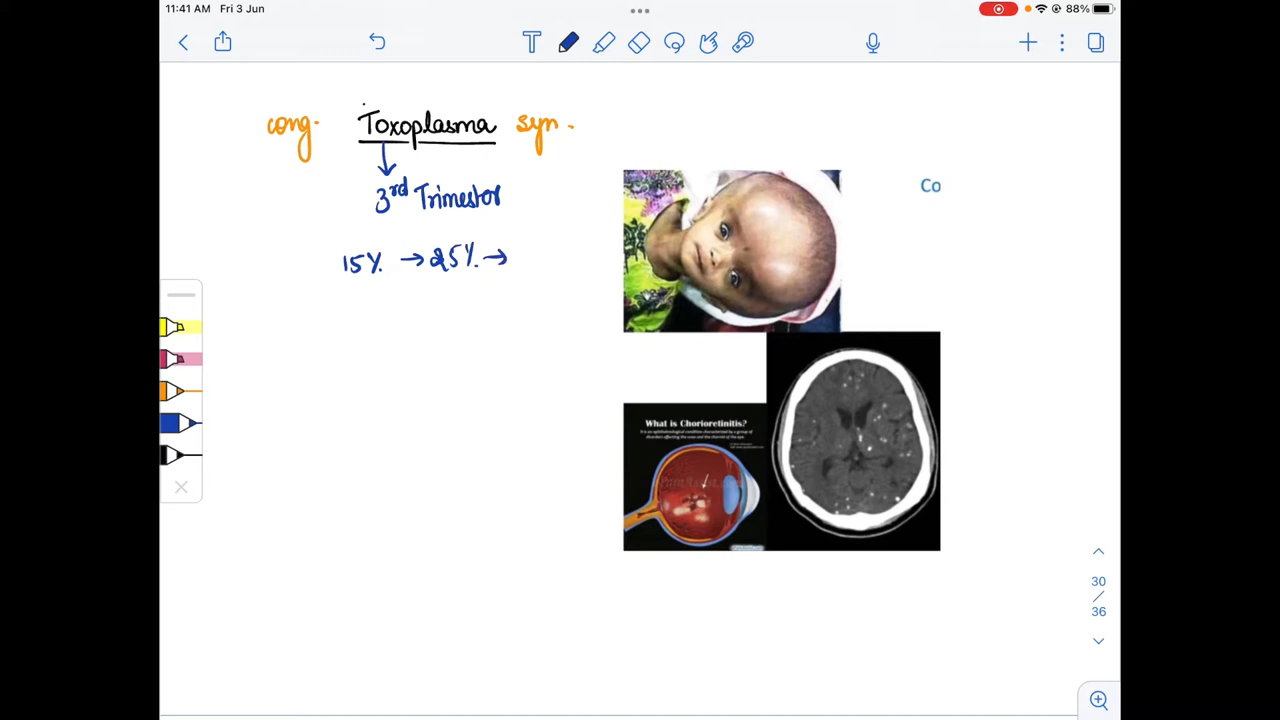 11:41 AM Fri 3 Jun
88%
T
cong. Toxoplasma syn.
3rd Trimestor
15% → 25% →
Co
What is Chorioretinitis?
30
/
36